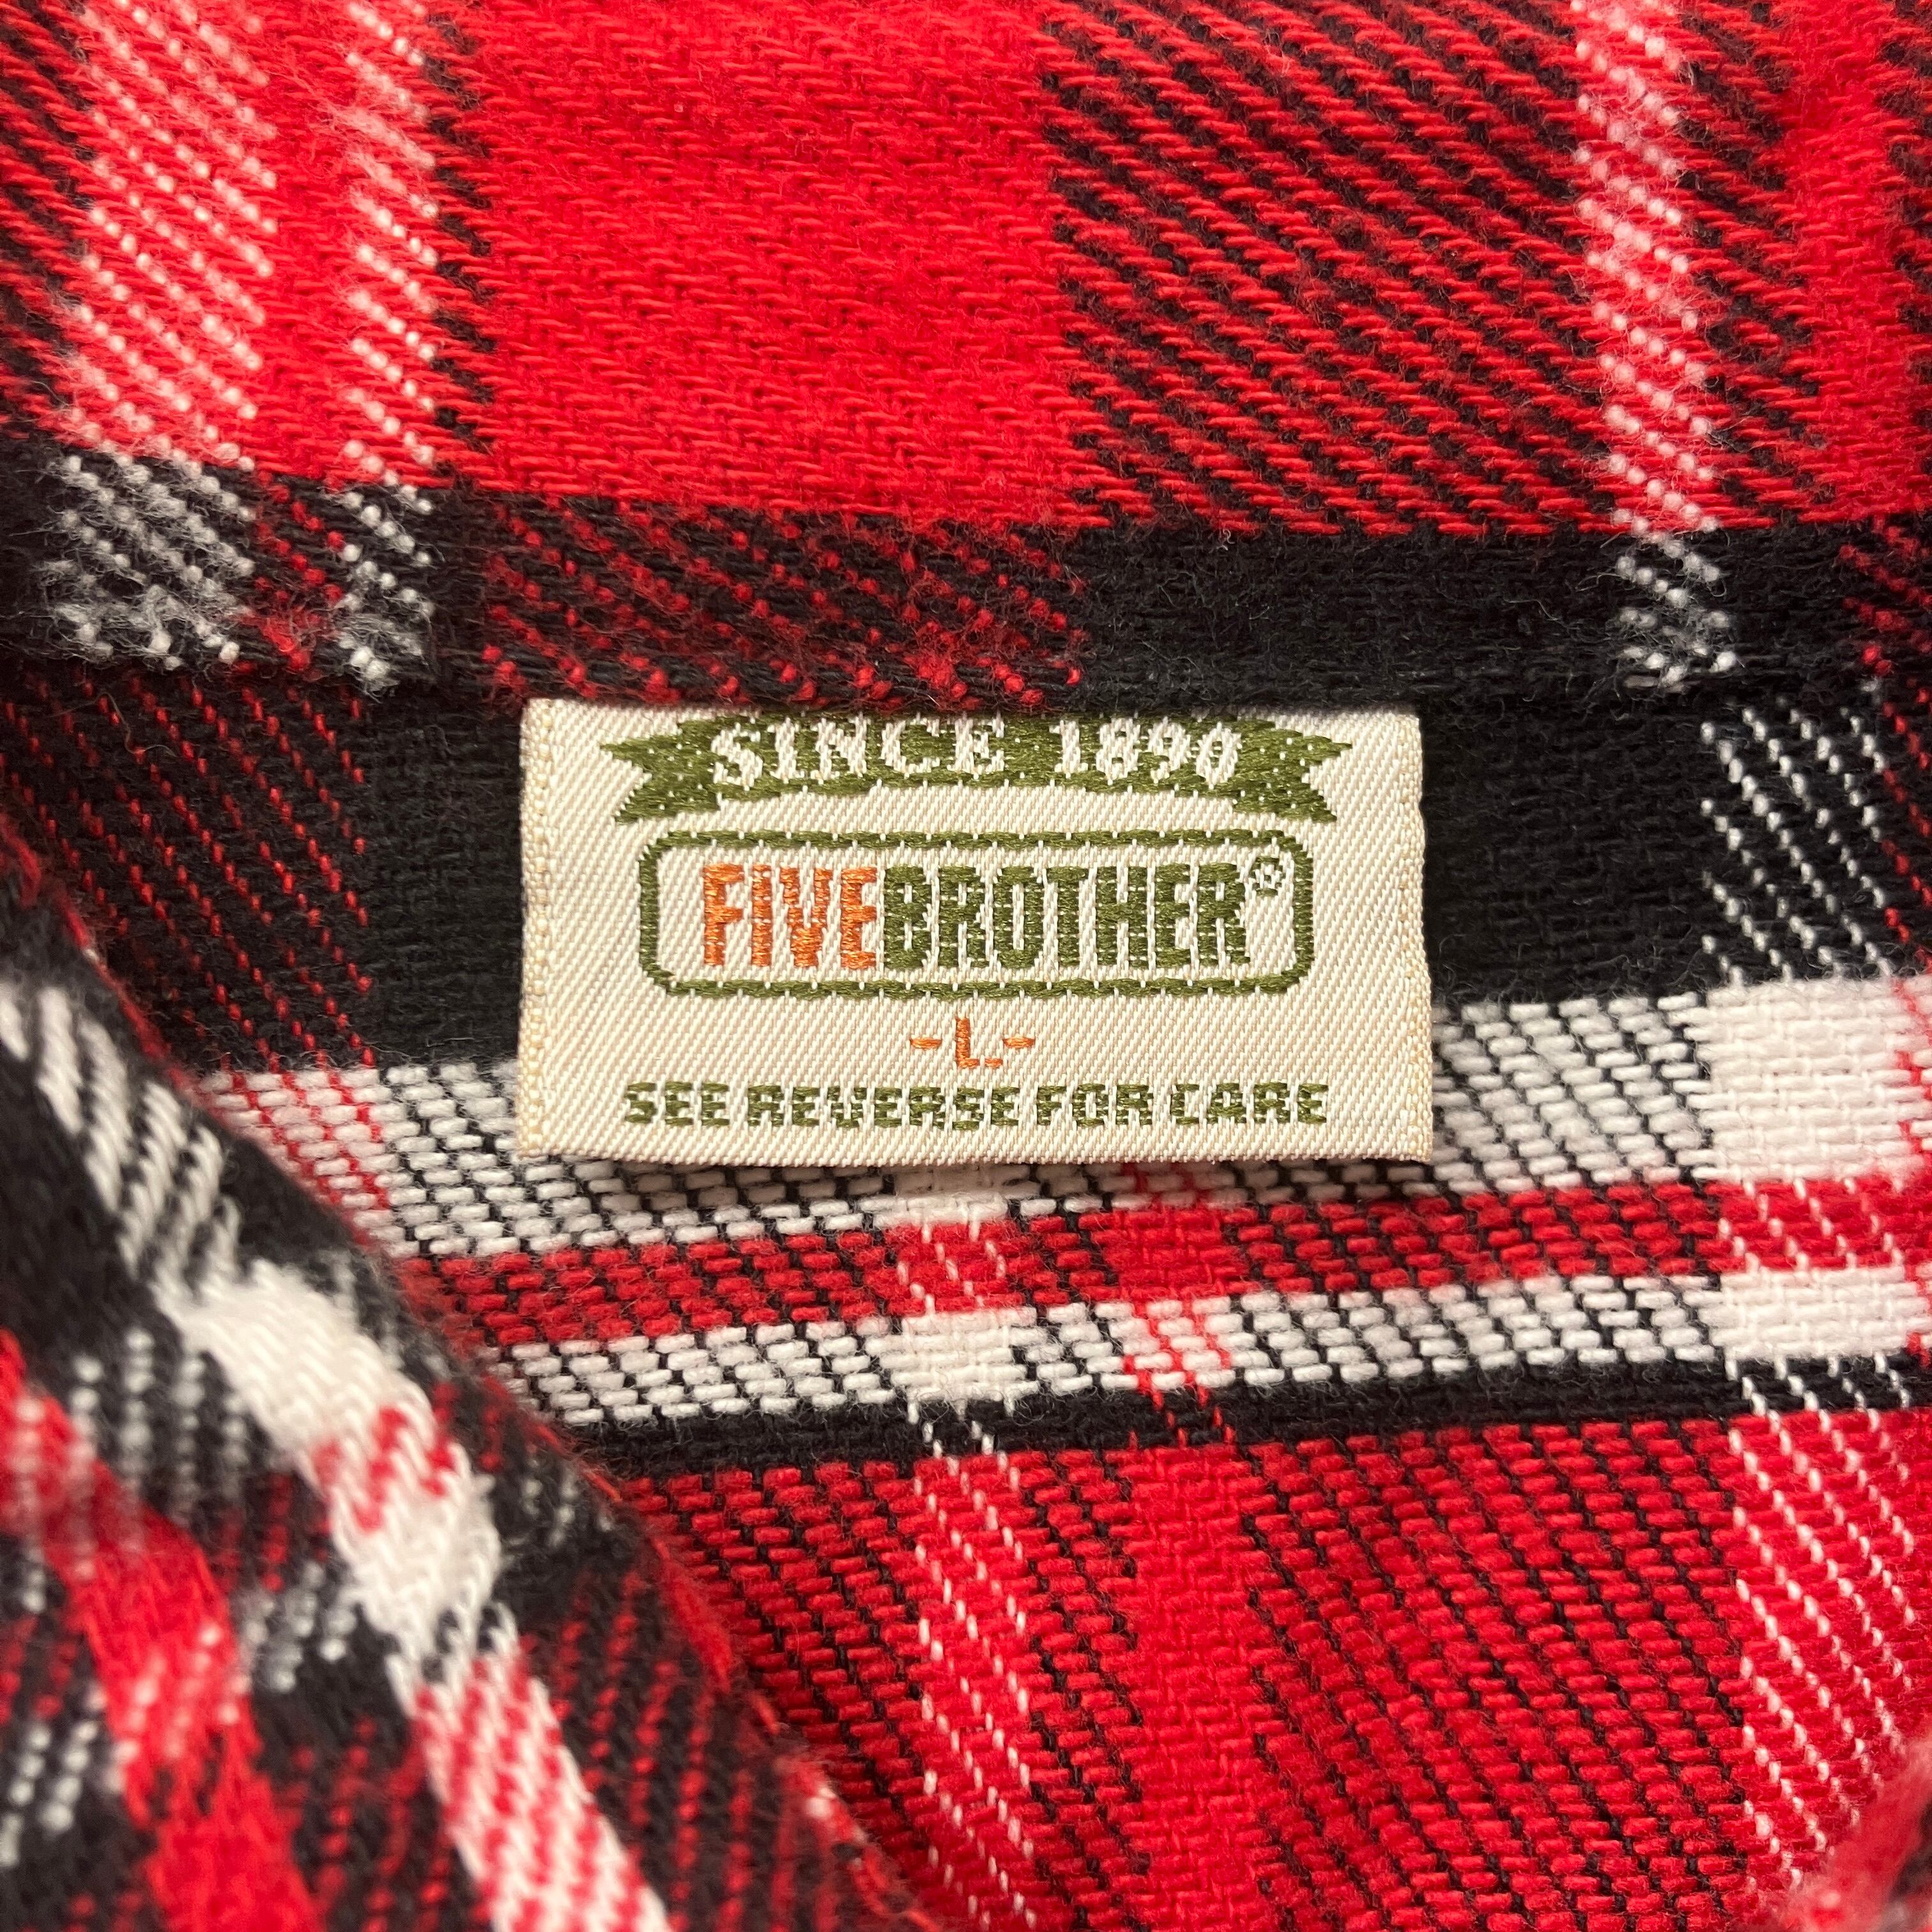 SINCE 1890
FIVEBROTHER®
-L.-
SEE REVERSE FOR CARE